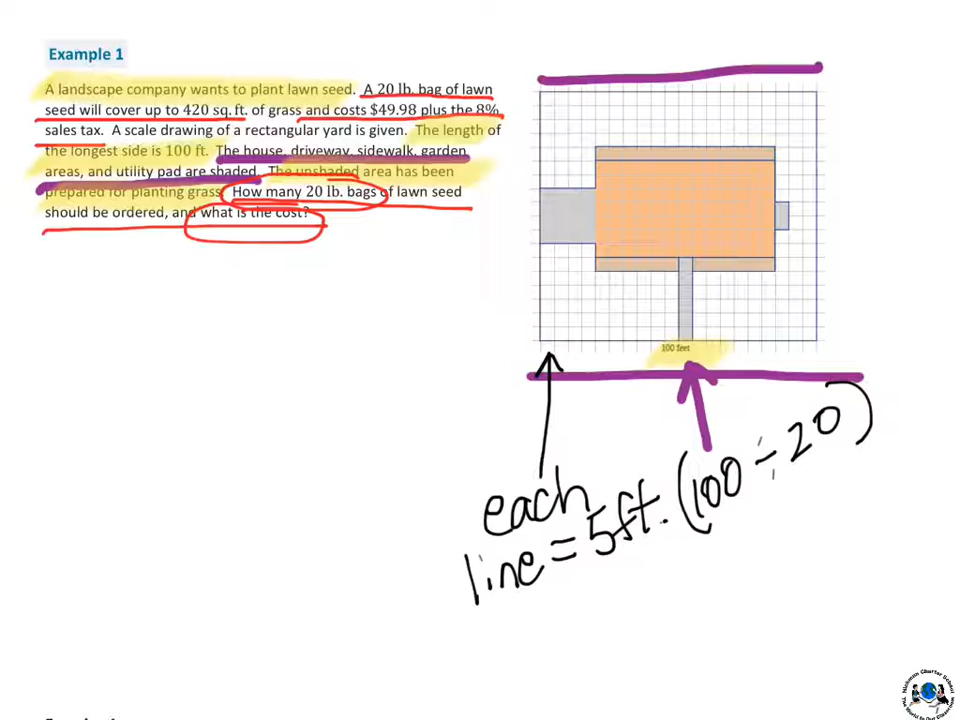 Example 1
A landscape company wants to plant lawn seed. A 20 lb. bag of lawn
seed will cover up to 420 sq. ft. of grass and costs $49.98 plus the 8%
sales tax. A scale drawing of a rectangular yard is given. The length of
the longest side is 100 ft. The house, driveway, sidewalk, garden
areas, and utility pad are shaded. The unshaded area has been
prepared for planting grass. How many 20 lb. bags of lawn seed
should be ordered, and what is the cost?
100 feet
each
line = 5ft. (100 ÷ 20)